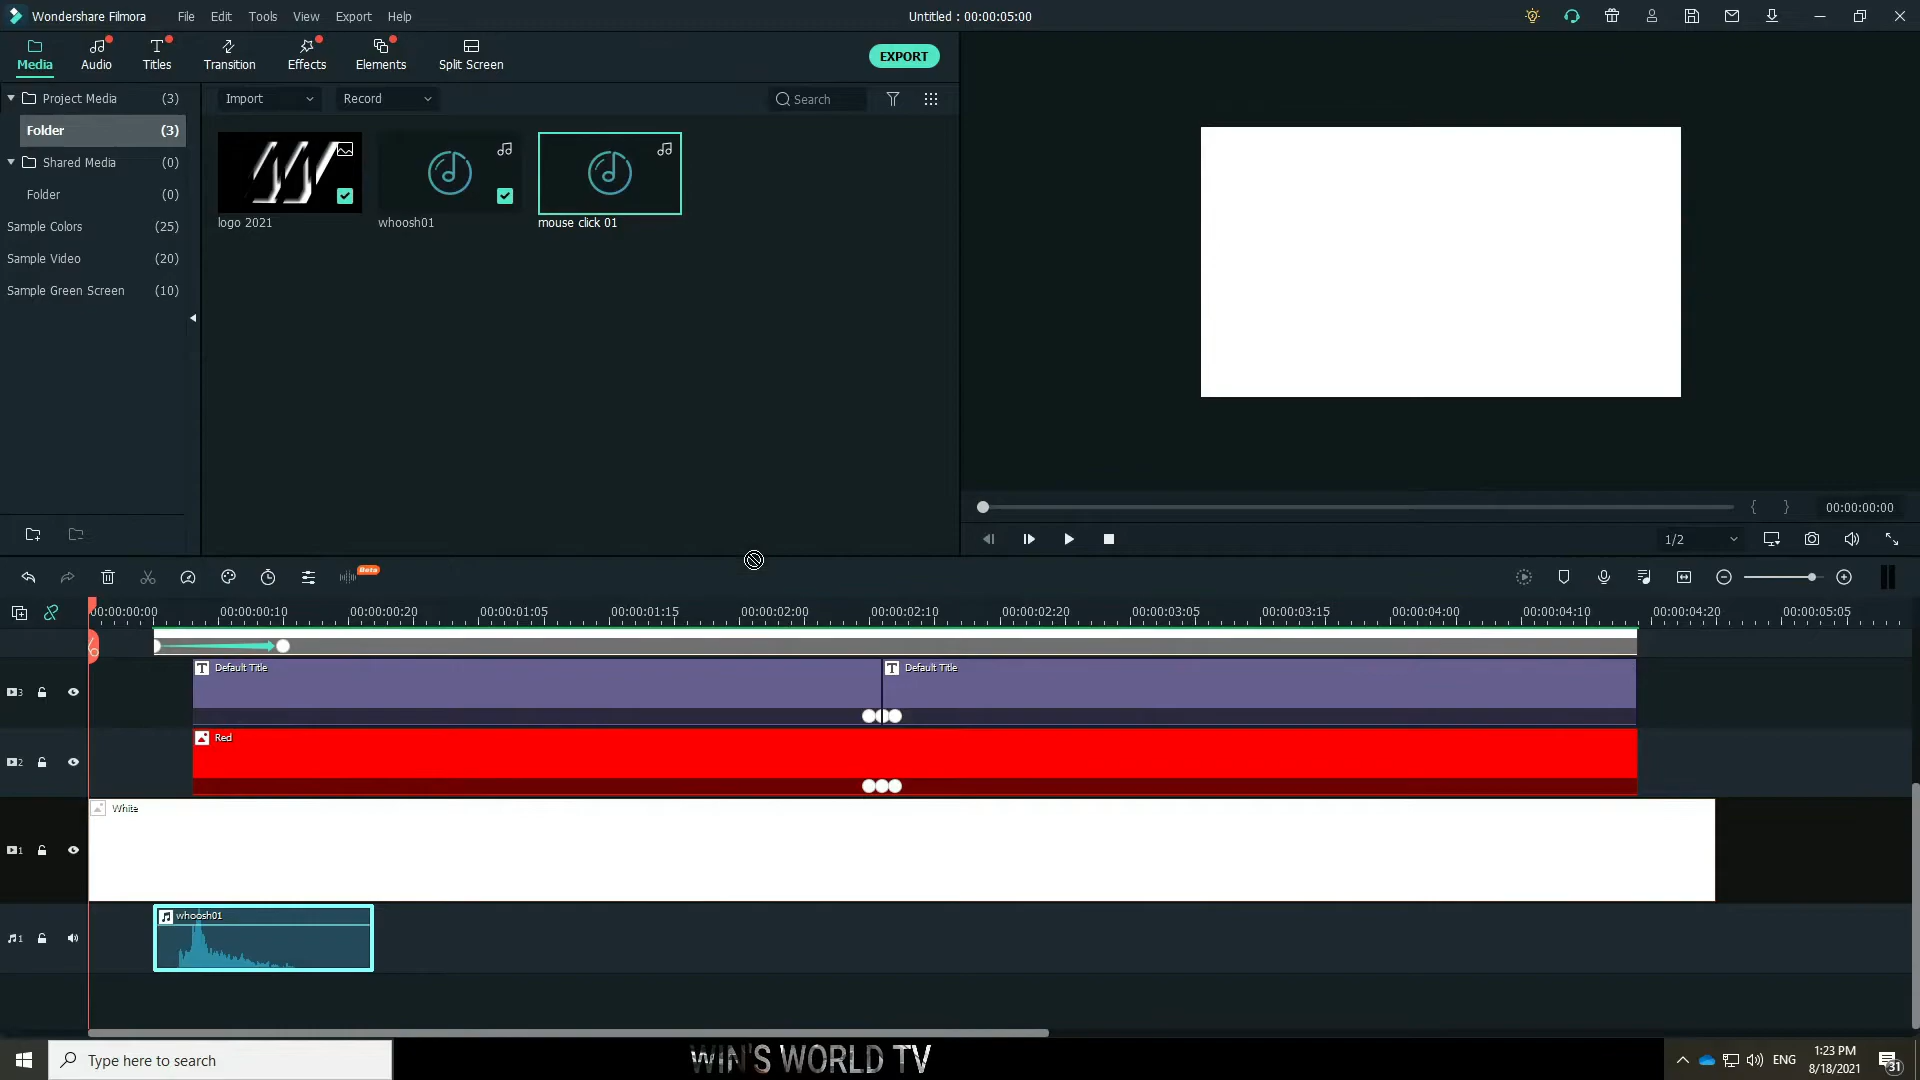 Wondershare Filmora
File
Edit
Tools
View
Export
Help
Untitled : 00:00:05:00
Media
Audio
Titles
Transition
Effects
Elements
Split Screen
EXPORT
Project Media (3)
Folder (3)
Shared Media (0)
Folder (0)
Sample Colors (25)
Sample Video (20)
Sample Green Screen (10)
Import
Record
Search
logo 2021
whoosh01
mouse click 01
00:00:00:00
1/2
Beta
00:00:00:00
00:00:00:10
00:00:00:20
00:00:01:05
00:00:01:15
00:00:02:00
00:00:02:10
00:00:02:20
00:00:03:05
00:00:03:15
00:00:04:00
00:00:04:10
00:00:04:20
00:00:05:05
3
T Default Title
T Default Title
2
Red
1
White
1
whoosh01
Type here to search
WIN'S WORLD TV
ENG
1:23 PM
8/18/2021
31